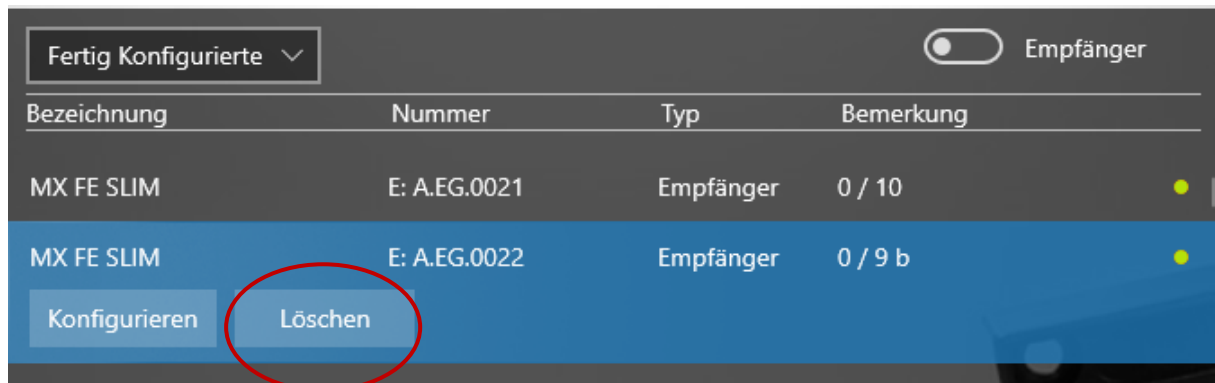 Fertig Konfigurierte Empfänger
Bezeichnung Nummer Typ Bemerkung
MX FE SLIM E: A.EG.0021 Empfänger 0 / 10
MX FE SLIM E: A.EG.0022 Empfänger 0 / 9 b
Konfigurieren Löschen